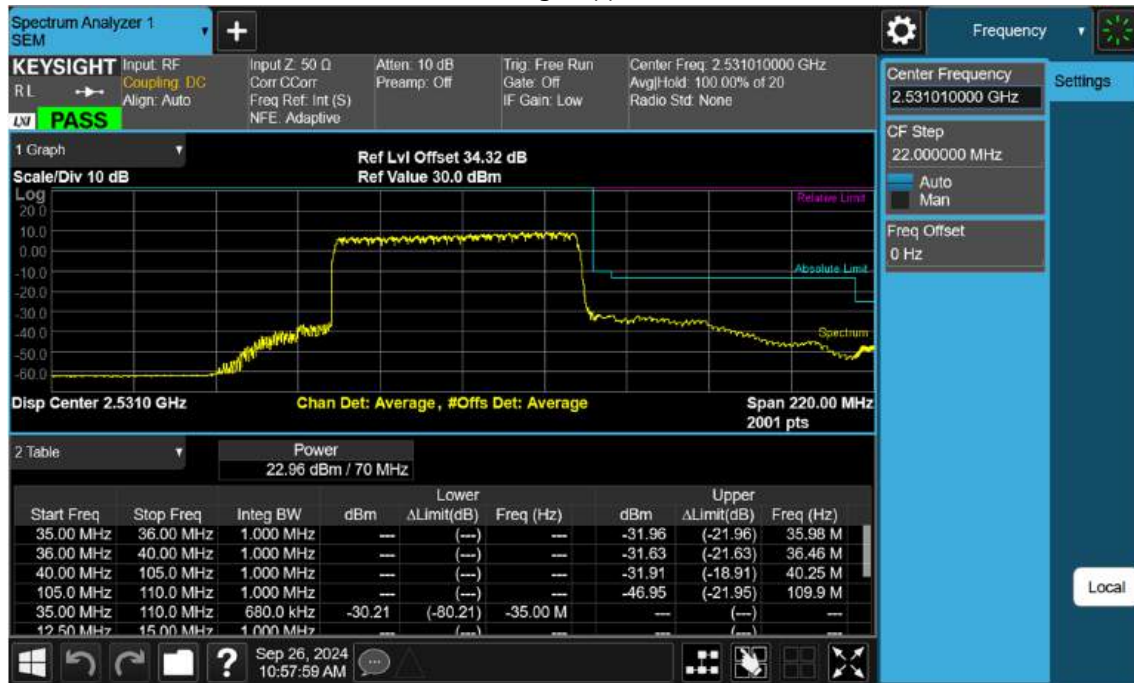 Spectrum Analyzer 1
SEM
+
Frequency
KEYSIGHT
RL
LXI
PASS
Input: RF
Coupling: DC
Align: Auto
Input Z: 50 Ω
Corr CCorr
Freq Ref: Int (S)
NFE: Adaptive
Atten: 10 dB
Preamp: Off
Trig: Free Run
Gate: Off
IF Gain: Low
Center Freq: 2.531010000 GHz
Avg|Hold: 100.00% of 20
Radio Std: None
Center Frequency
2.531010000 GHz
Settings
CF Step
22.000000 MHz
Auto
Man
Freq Offset
0 Hz
1 Graph
Scale/Div 10 dB
Ref Lvl Offset 34.32 dB
Ref Value 30.0 dBm
Log
20.0
10.0
0.00
-10.0
-20.0
-30.0
-40.0
-50.0
-60.0
Relative Limit
Absolute Limit
Spectrum
Disp Center 2.5310 GHz
Chan Det: Average, #Offs Det: Average
Span 220.00 MHz
2001 pts
2 Table
Power
22.96 dBm / 70 MHz
Lower Upper
Start Freq Stop Freq Integ BW dBm ΔLimit(dB) Freq (Hz) dBm ΔLimit(dB) Freq (Hz)
35.00 MHz 36.00 MHz 1.000 MHz --- (---) --- -31.96 (-21.96) 35.98 M
36.00 MHz 40.00 MHz 1.000 MHz --- (---) --- -31.63 (-21.63) 36.46 M
40.00 MHz 105.0 MHz 1.000 MHz --- (---) --- -31.91 (-18.91) 40.25 M
105.0 MHz 110.0 MHz 1.000 MHz --- (---) --- -46.95 (-21.95) 109.9 M
35.00 MHz 110.0 MHz 680.0 kHz -30.21 (-80.21) -35.00 M --- (---) ---
12.50 MHz 15.00 MHz 1.000 MHz --- (---) --- --- (---) ---
Local
?
Sep 26, 2024
10:57:59 AM